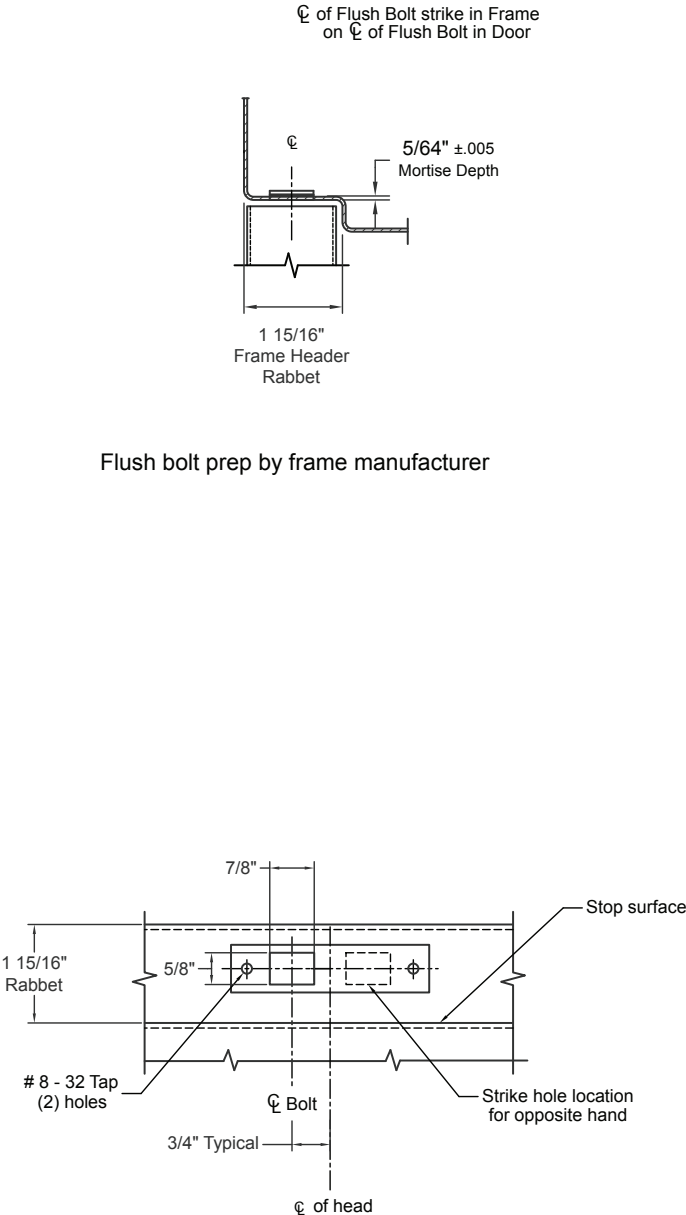 ℄ of Flush Bolt strike in Frame
on ℄ of Flush Bolt in Door
℄
5/64" ±.005
Mortise Depth
1 15/16"
Frame Header
Rabbet
Flush bolt prep by frame manufacturer
7/8"
Stop surface
1 15/16"
Rabbet
5/8"
# 8 - 32 Tap
(2) holes
℄ Bolt
Strike hole location
for opposite hand
3/4" Typical
℄ of head